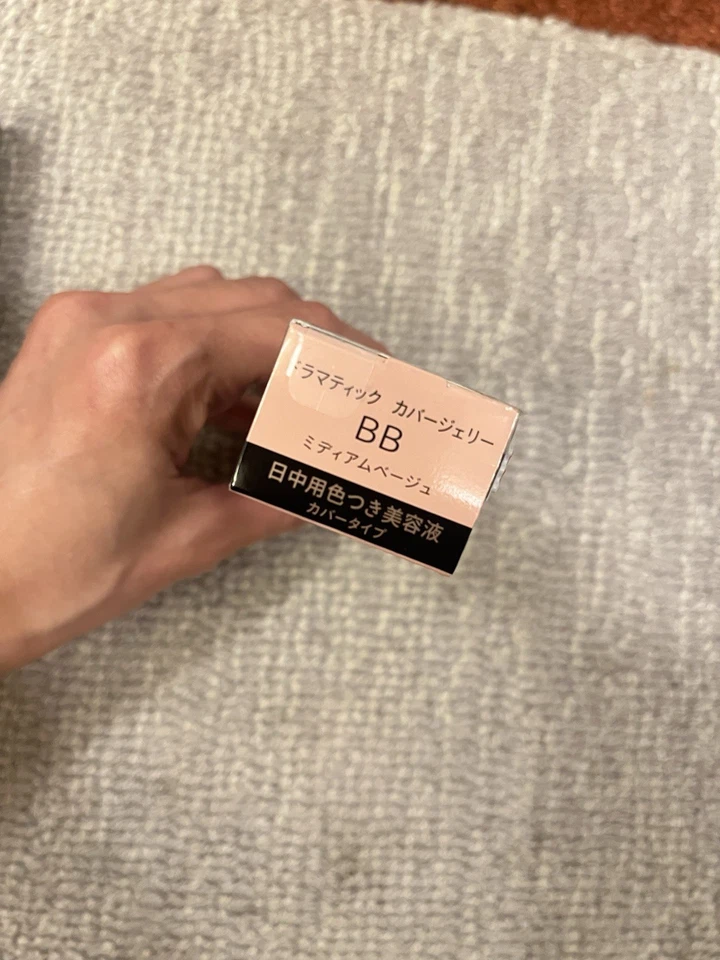 ドラマティック カバージェリー
BB
ミディアムベージュ
日中用色つき美容液
カバータイプ